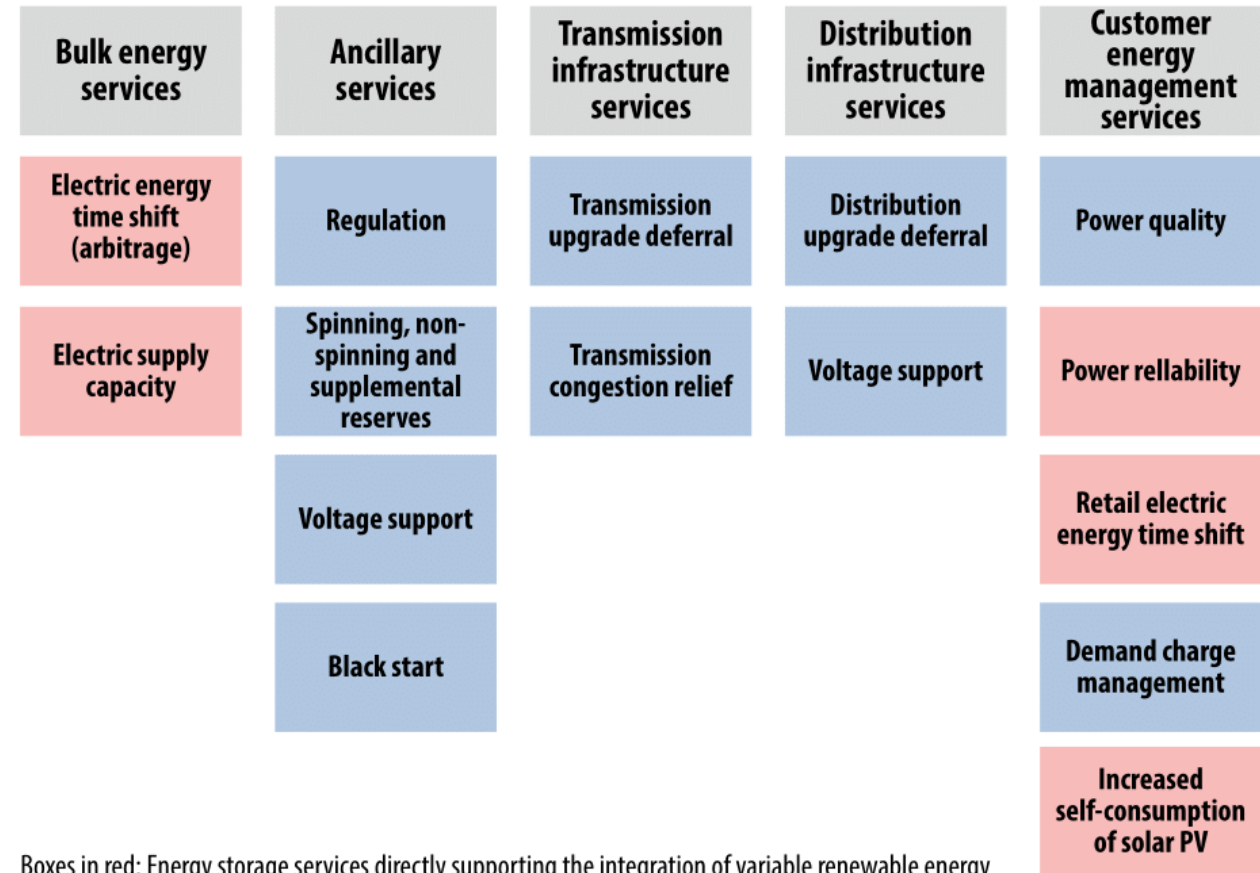 Bulk energy
services
Electric energy
time shift
(arbitrage)
Electric supply
capacity
Ancillary
services
Regulation
Spinning, non-
spinning and
supplemental
reserves
Voltage support
Black start
Transmission
infrastructure
services
Transmission
upgrade deferral
Transmission
congestion relief
Distribution
infrastructure
services
Distribution
upgrade deferral
Voltage support
Customer
energy
management
services
Power quality
Power rellability
Retail electric
energy time shift
Demand charge
management
Increased
self-consumption
of solar PV
Boxes in red: Energy storage services directly supporting the integration of variable renewable energy